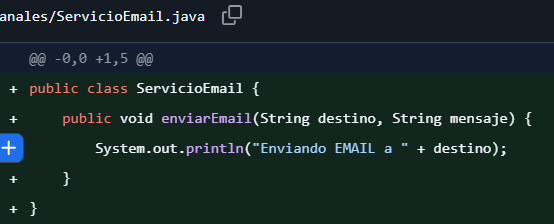 anales/ServicioEmail.java
@@ -0,0 +1,5 @@
+ public class ServicioEmail {
+     public void enviarEmail(String destino, String mensaje) {
+         System.out.println("Enviando EMAIL a " + destino);
+     }
+ }